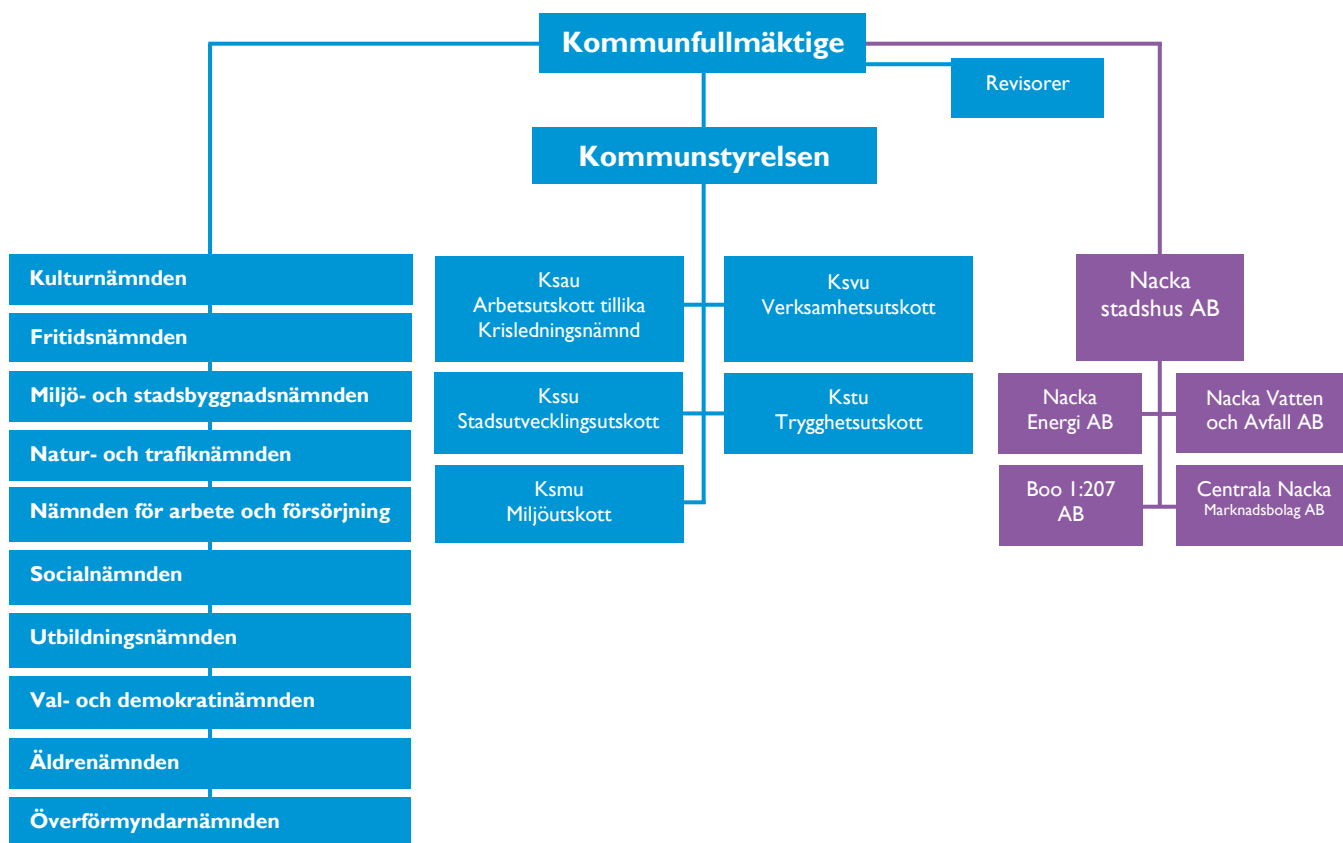 Kommunfullmäktige
Revisorer
Kommunstyrelsen
Kulturnämnden
Fritidsnämnden
Miljö- och stadsbyggnadsnämnden
Natur- och trafiknämnden
Nämnden för arbete och försörjning
Socialnämnden
Utbildningsnämnden
Val- och demokratinämnden
Äldrenämnden
Överförmyndarnämnden
Ksau
Arbetsutskott tillika
Krisledningsnämnd
Ksvu
Verksamhetsutskott
Kssu
Stadsutvecklingsutskott
Kstu
Trygghetsutskott
Ksmu
Miljöutskott
Nacka
stadshus AB
Nacka
Energi AB
Nacka Vatten
och Avfall AB
Boo 1:207
AB
Centrala Nacka
Marknadsbolag AB